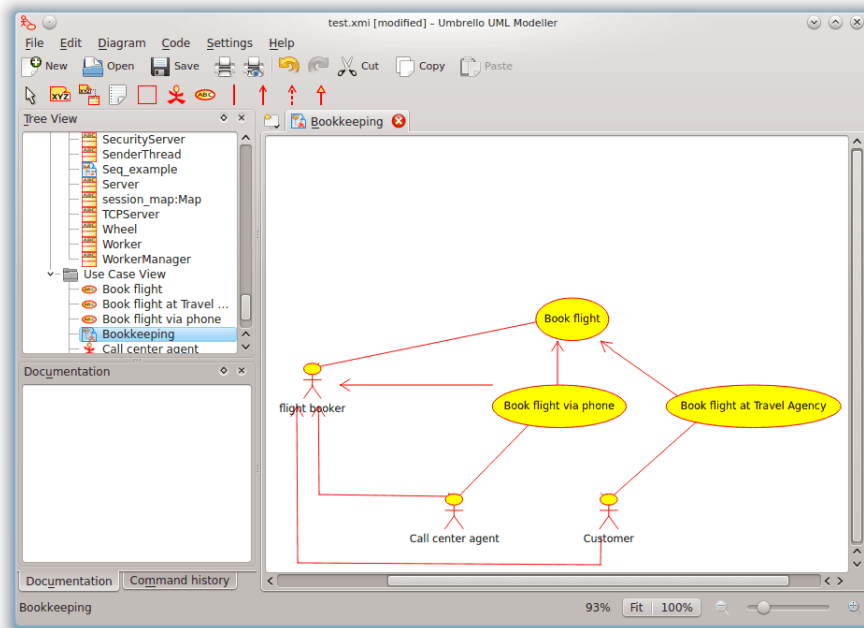 test.xmi [modified] – Umbrello UML Modeller
File Edit Diagram Code Settings Help
New Open Save Cut Copy Paste
XYZ ABC
Tree View
Bookkeeping
SecurityServer
SenderThread
Seq_example
Server
session_map:Map
TCPServer
Wheel
Worker
WorkerManager
Use Case View
Book flight
Book flight at Travel ...
Book flight via phone
Bookkeeping
Call center agent
Documentation
Book flight
flight booker
Book flight via phone
Book flight at Travel Agency
Call center agent
Customer
Documentation
Command history
Bookkeeping
93%
Fit
100%